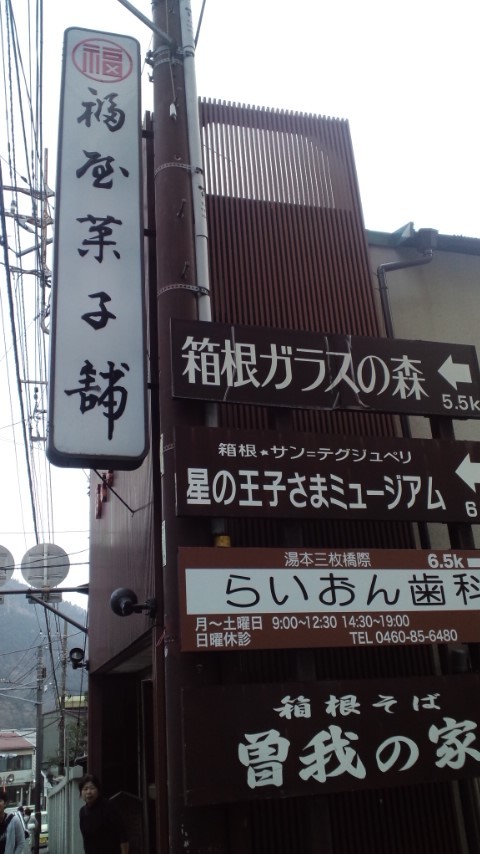 福
福屋菓子舗
箱根ガラスの森
5.5k
箱根★サン=テグジュペリ
星の王子さまミュージアム
6
湯本三枚橋際 6.5k
らいおん歯科
月〜土曜日 9:00~12:30 14:30~19:00
日曜休診 TEL 0460-85-6480
箱根そば
曽我の家